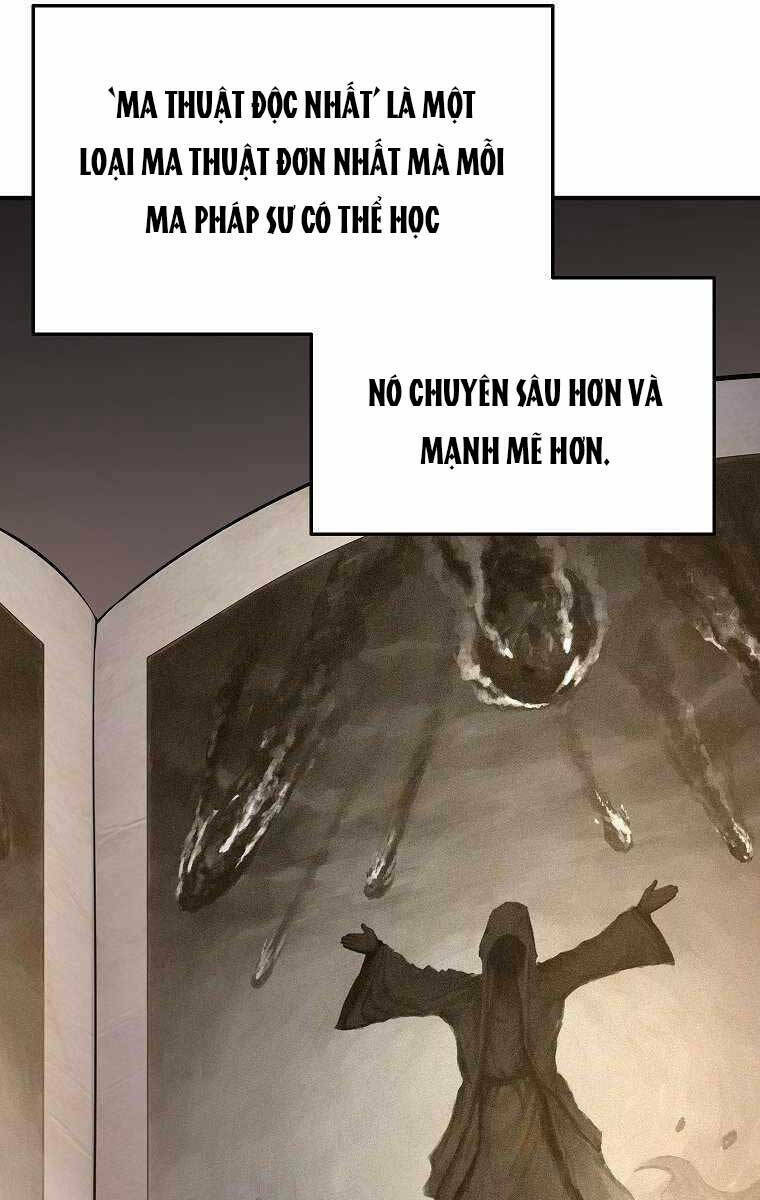 'MA THUẬT ĐỘC NHẤT' LÀ MỘT
LOẠI MA THUẬT ĐƠN NHẤT MÀ MỖI
MA PHÁP SƯ CÓ THỂ HỌC
NÓ CHUYÊN SÂU HƠN VÀ
MẠNH MẼ HƠN.